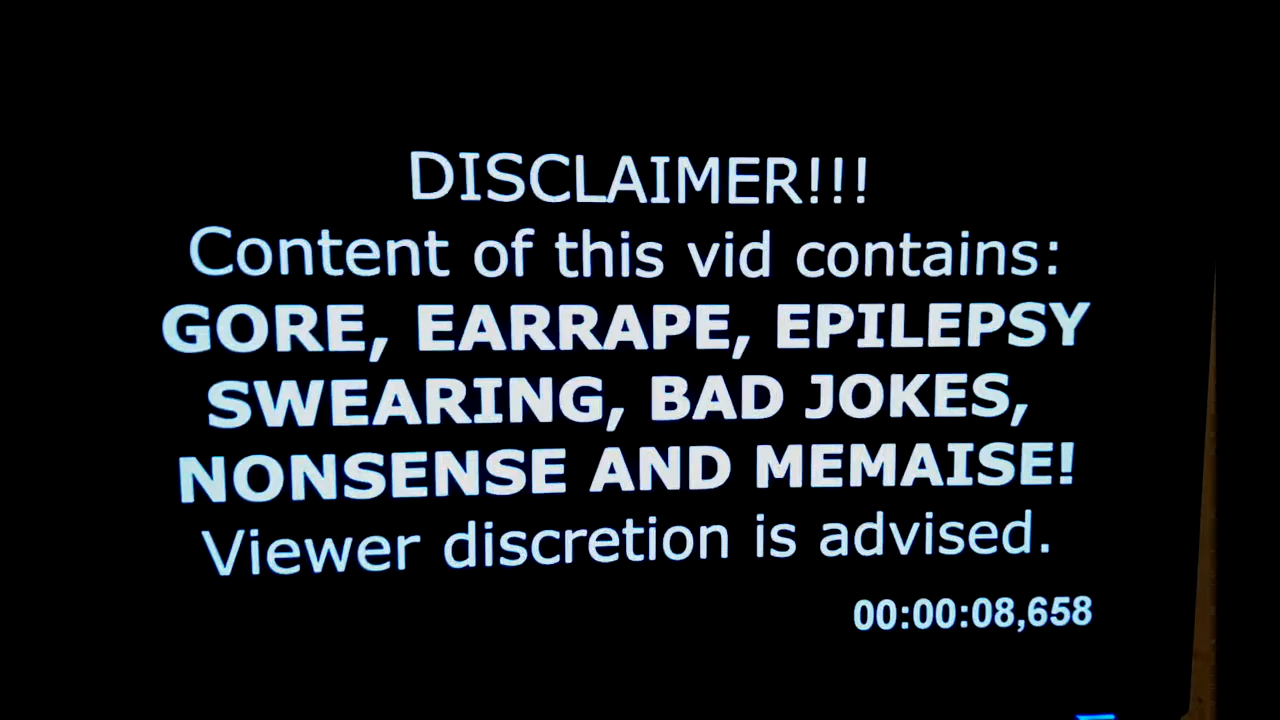 DISCLAIMER!!!
Content of this vid contains:
GORE, EARRAPE, EPILEPSY
SWEARING, BAD JOKES,
NONSENSE AND MEMAISE!
Viewer discretion is advised.
00:00:08,658